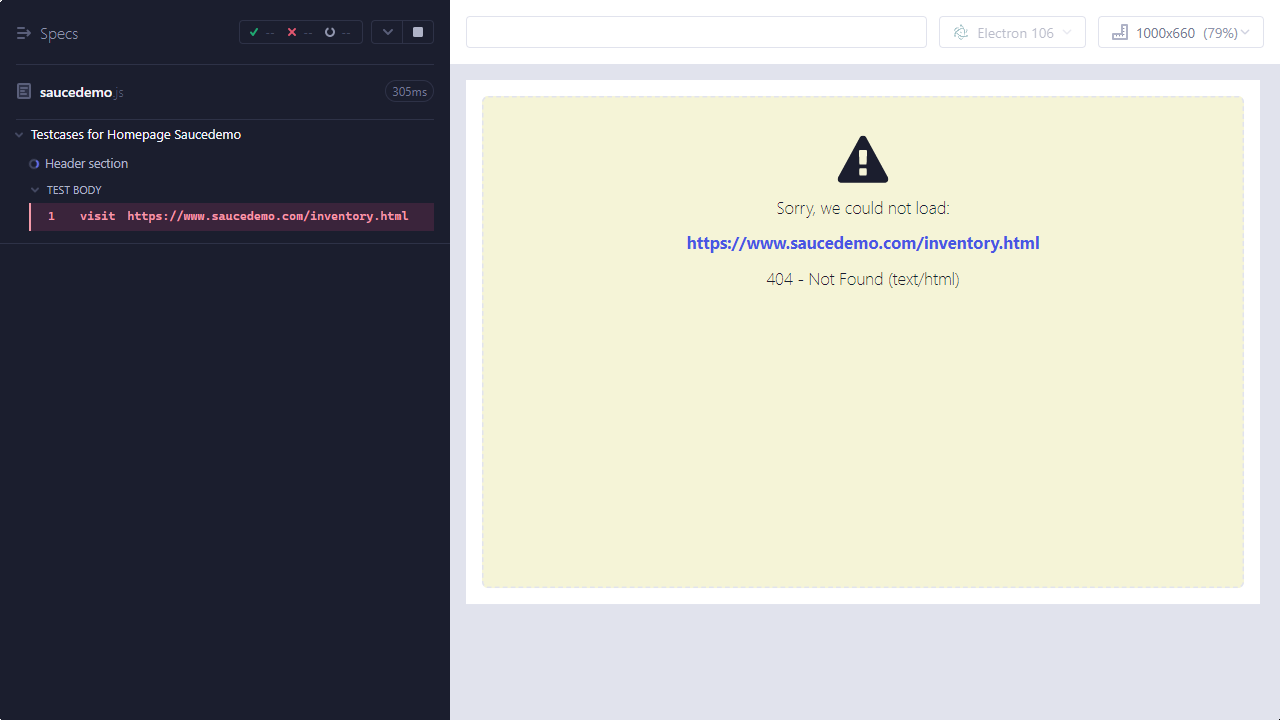 Specs
--
--
--
saucedemo.js
305ms
Testcases for Homepage Saucedemo
Header section
TEST BODY
1 visit https://www.saucedemo.com/inventory.html
Electron 106
1000x660 (79%)
Sorry, we could not load:
https://www.saucedemo.com/inventory.html
404 - Not Found (text/html)